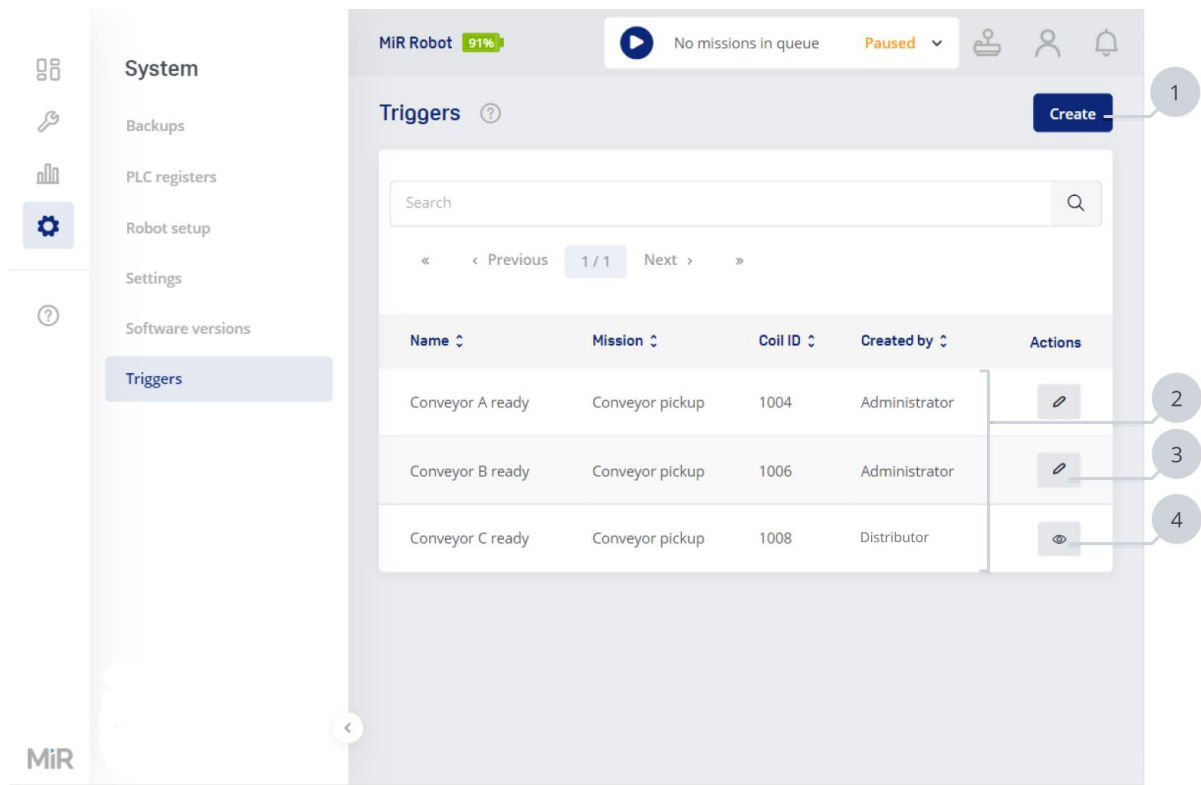 MiR Robot 91% No missions in queue Paused
System
Backups
PLC registers
Robot setup
Settings
Software versions
Triggers
MiR
Triggers ? Create 1
Search
« ‹ Previous 1 / 1 Next › »
Name Mission Coil ID Created by Actions
Conveyor A ready Conveyor pickup 1004 Administrator 2
Conveyor B ready Conveyor pickup 1006 Administrator 3
Conveyor C ready Conveyor pickup 1008 Distributor 4